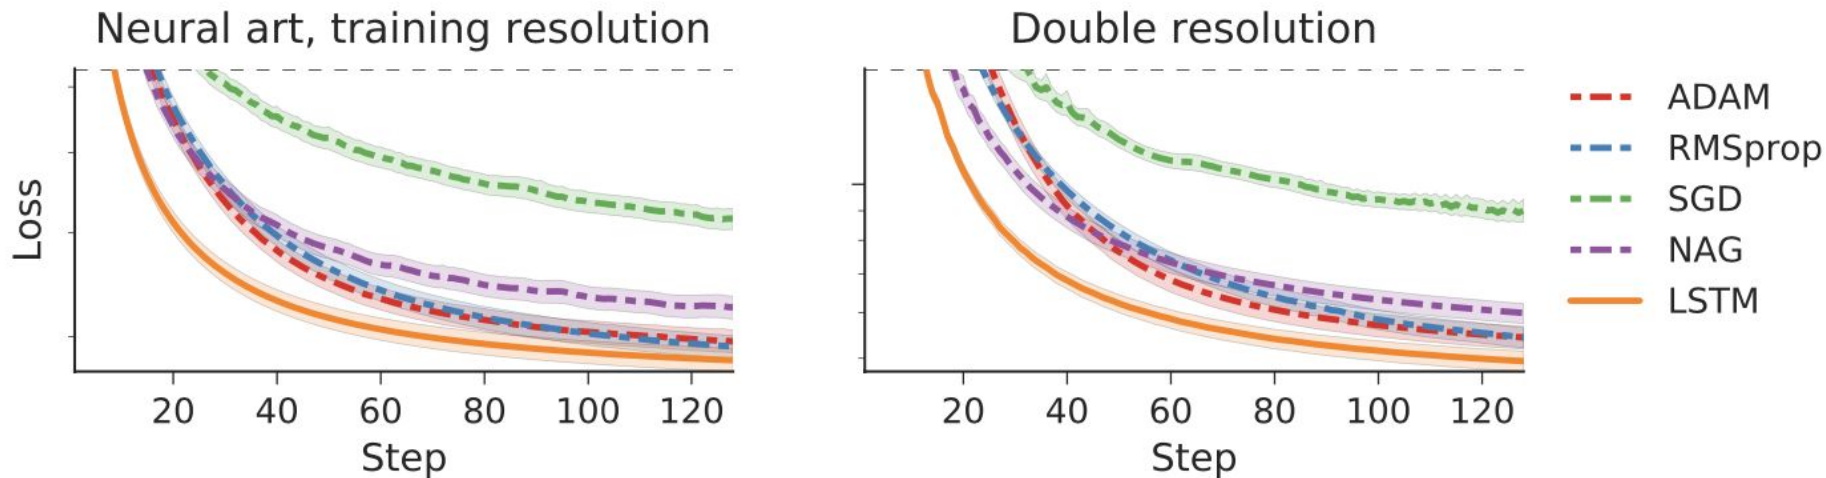 Neural art, training resolution
Loss
20 40 60 80 100 120
Step
Double resolution
20 40 60 80 100 120
Step
ADAM
RMSprop
SGD
NAG
LSTM